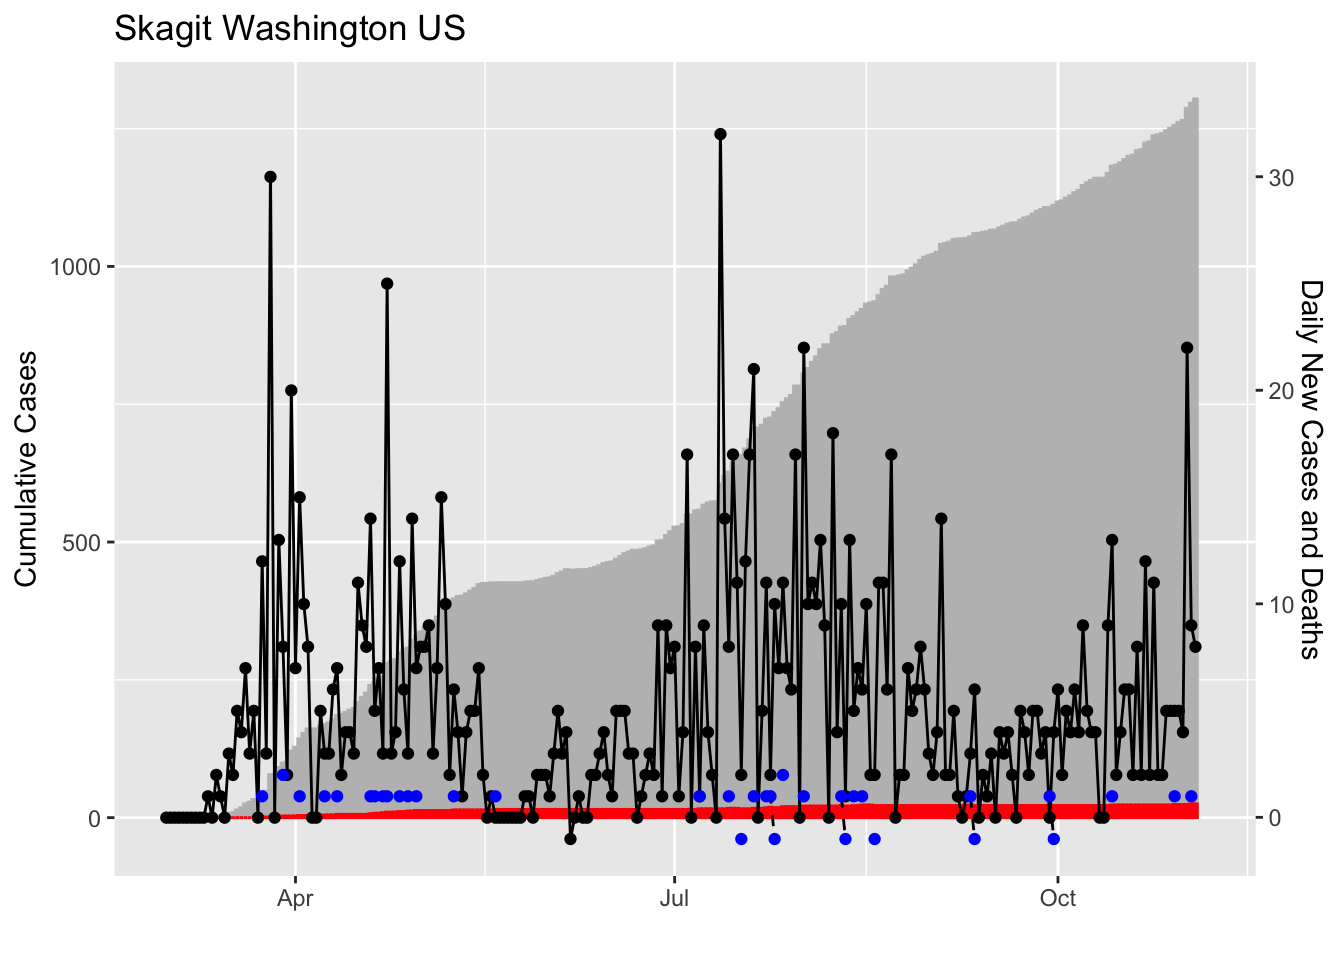 Skagit Washington US
Cumulative Cases
1000
500
0
30
20
10
0
Daily New Cases and Deaths
Apr
Jul
Oct